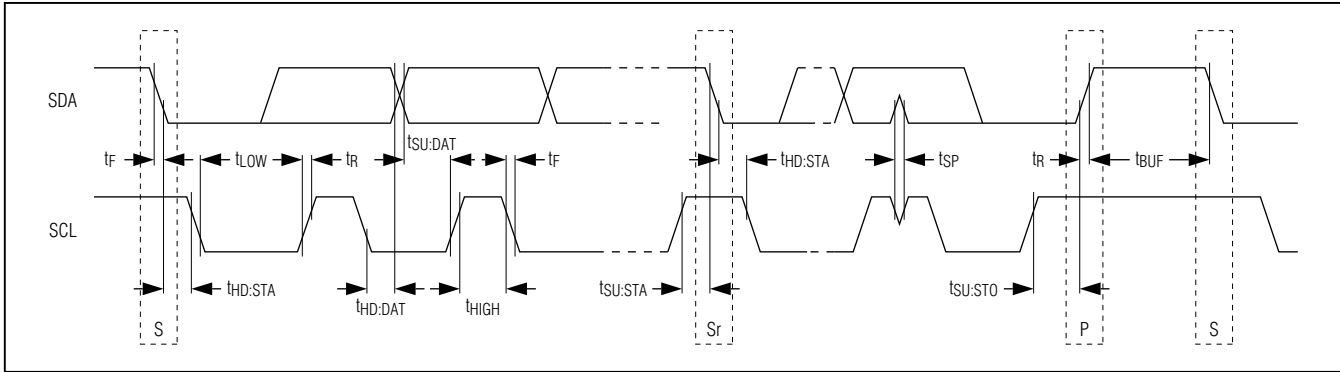 SDA
tSU:DAT
tF tLOW tR tF tHD:STA tSP tR tBUF
SCL
tHD:STA tHD:DAT tHIGH tSU:STA tSU:STO
S Sr P S